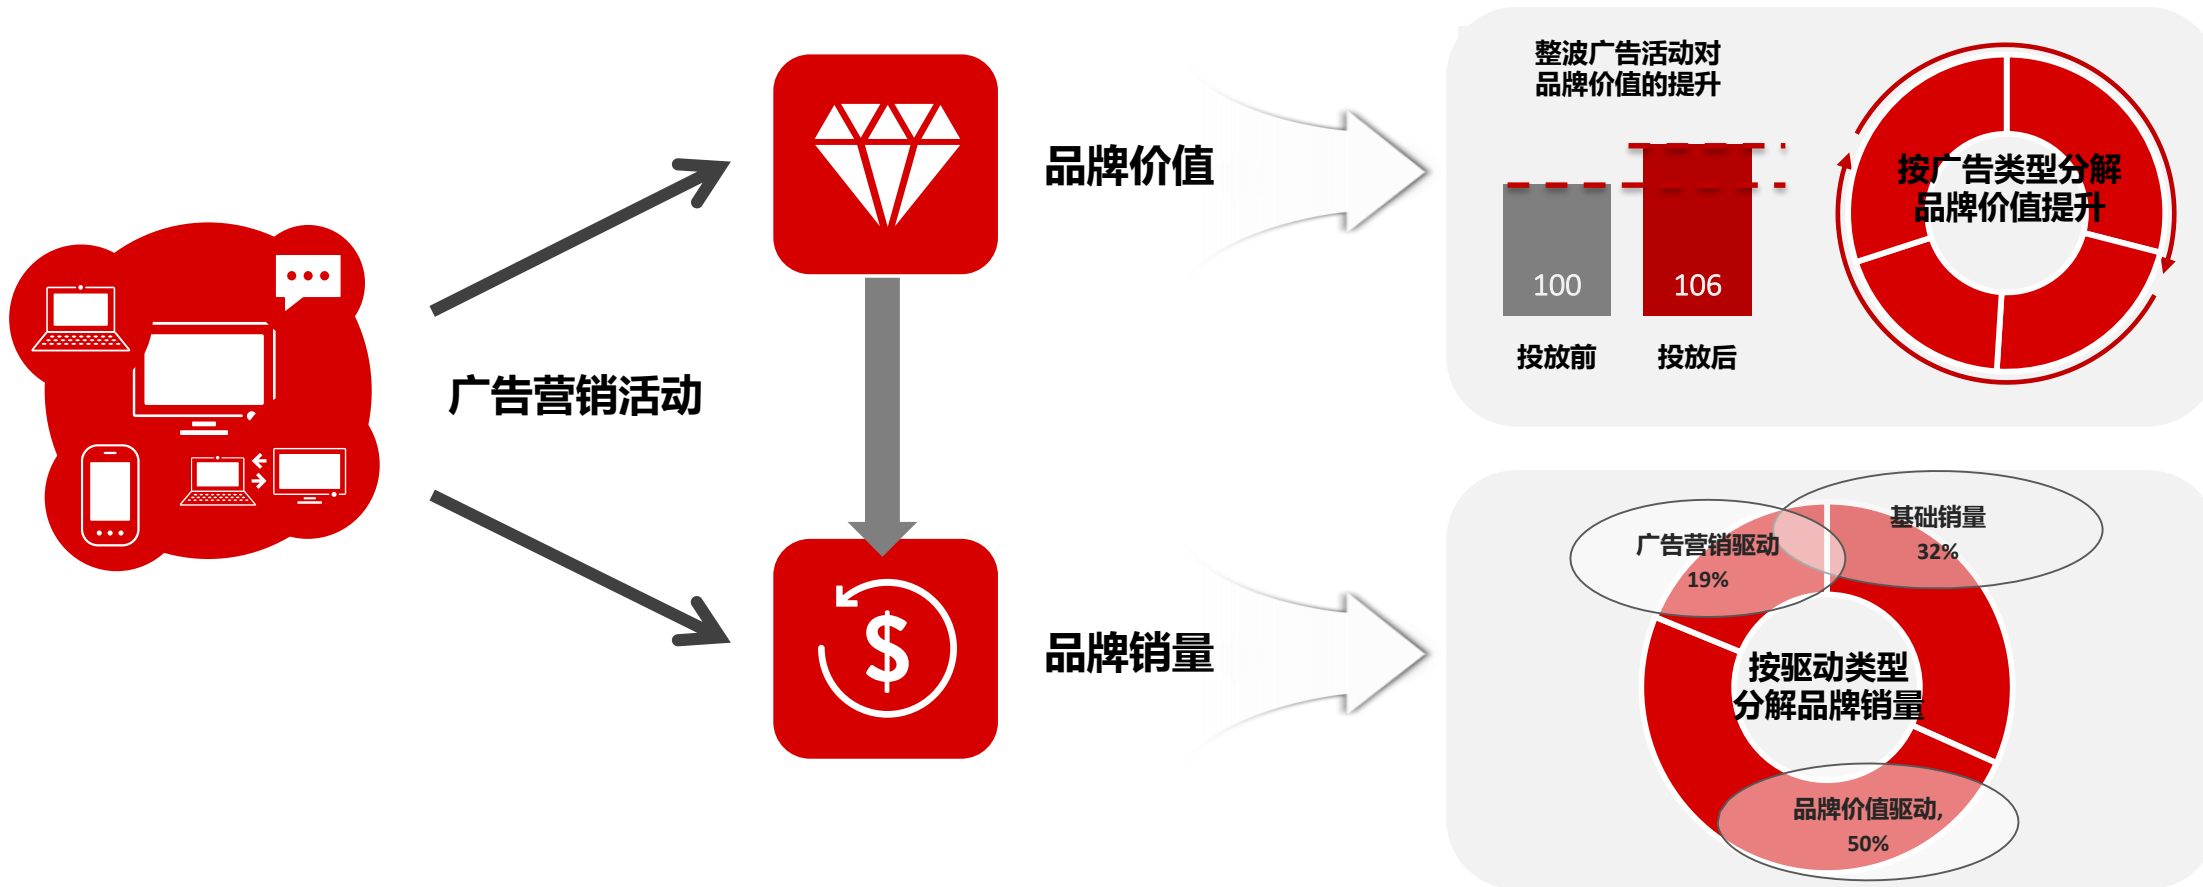 广告营销活动
品牌价值
整波广告活动对
品牌价值的提升
100
106
投放前
投放后
按广告类型分解
品牌价值提升
$
品牌销量
广告营销驱动
19%
基础销量
32%
按驱动类型
分解品牌销量
品牌价值驱动,
50%